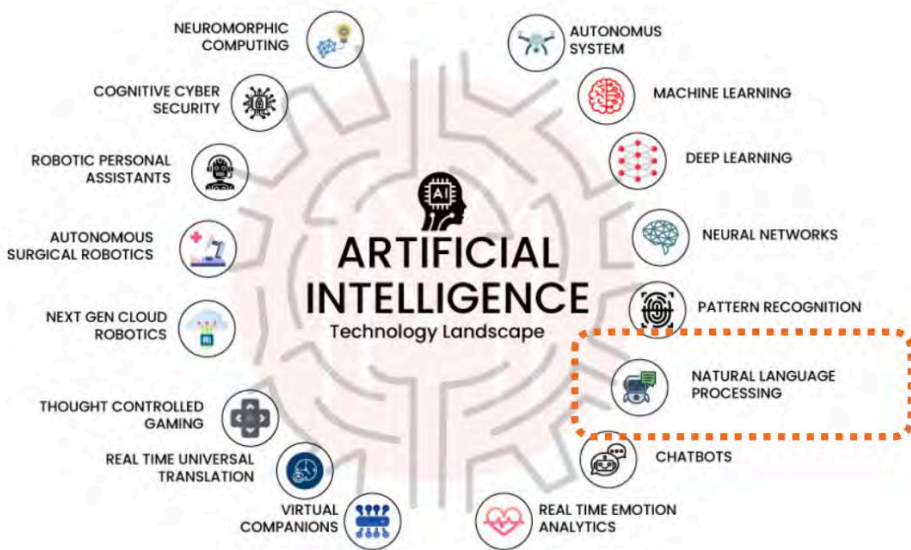 NEUROMORPHIC
COMPUTING
COGNITIVE CYBER
SECURITY
ROBOTIC PERSONAL
ASSISTANTS
AUTONOMOUS
SURGICAL ROBOTICS
NEXT GEN CLOUD
ROBOTICS
THOUGHT CONTROLLED
GAMING
REAL TIME UNIVERSAL
TRANSLATION
VIRTUAL
COMPANIONS
AI
ARTIFICIAL
INTELLIGENCE
Technology Landscape
AUTONOMUS
SYSTEM
MACHINE LEARNING
DEEP LEARNING
NEURAL NETWORKS
PATTERN RECOGNITION
NATURAL LANGUAGE
PROCESSING
CHATBOTS
REAL TIME EMOTION
ANALYTICS